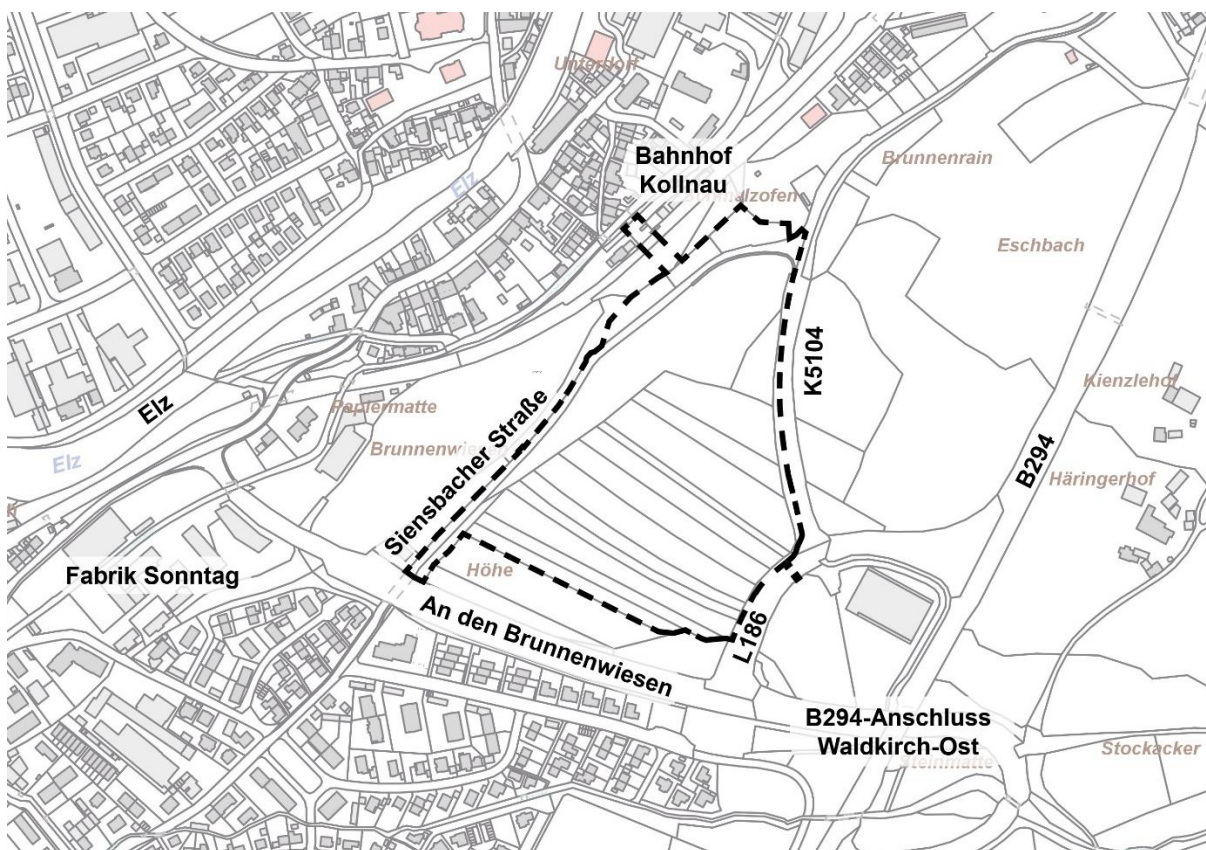 Unterdorf
Bahnhof
Kollnau
Brunnenrain
Elz
Eschbach
K5104
Kienzlehof
Elz
Papiermatte
B294
Siensbacher Straße
Häringerhof
Elz
Fabrik Sonntag
Höhe
An den Brunnenwiesen
L186
B294-Anschluss
Waldkirch-Ost
Stockacker
Steinmatte